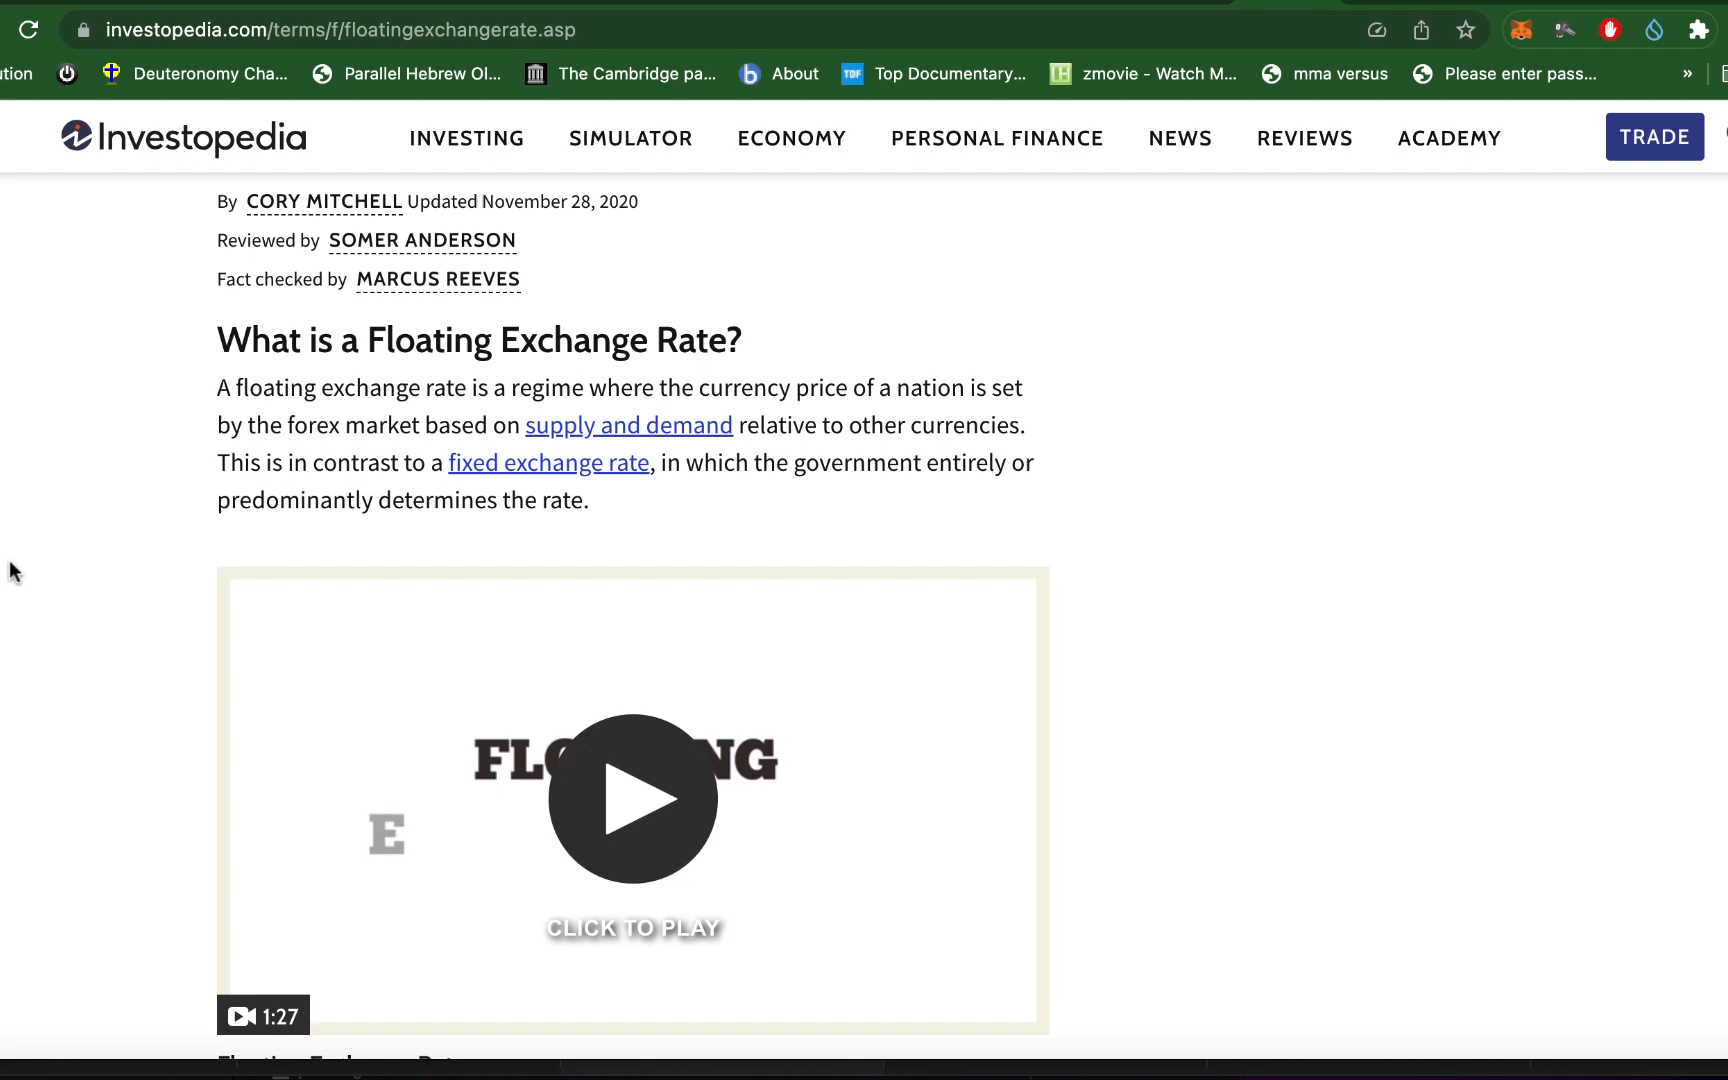 investopedia.com/terms/f/floatingexchangerate.asp
ution Deuteronomy Cha... Parallel Hebrew Ol... The Cambridge pa... About TDF Top Documentary... LH zmovie - Watch M... mma versus Please enter pass... »
Investopedia INVESTING SIMULATOR ECONOMY PERSONAL FINANCE NEWS REVIEWS ACADEMY TRADE
By CORY MITCHELL Updated November 28, 2020
Reviewed by SOMER ANDERSON
Fact checked by MARCUS REEVES
What is a Floating Exchange Rate?
A floating exchange rate is a regime where the currency price of a nation is set
by the forex market based on supply and demand relative to other currencies.
This is in contrast to a fixed exchange rate, in which the government entirely or
predominantly determines the rate.
E
CLICK TO PLAY
1:27